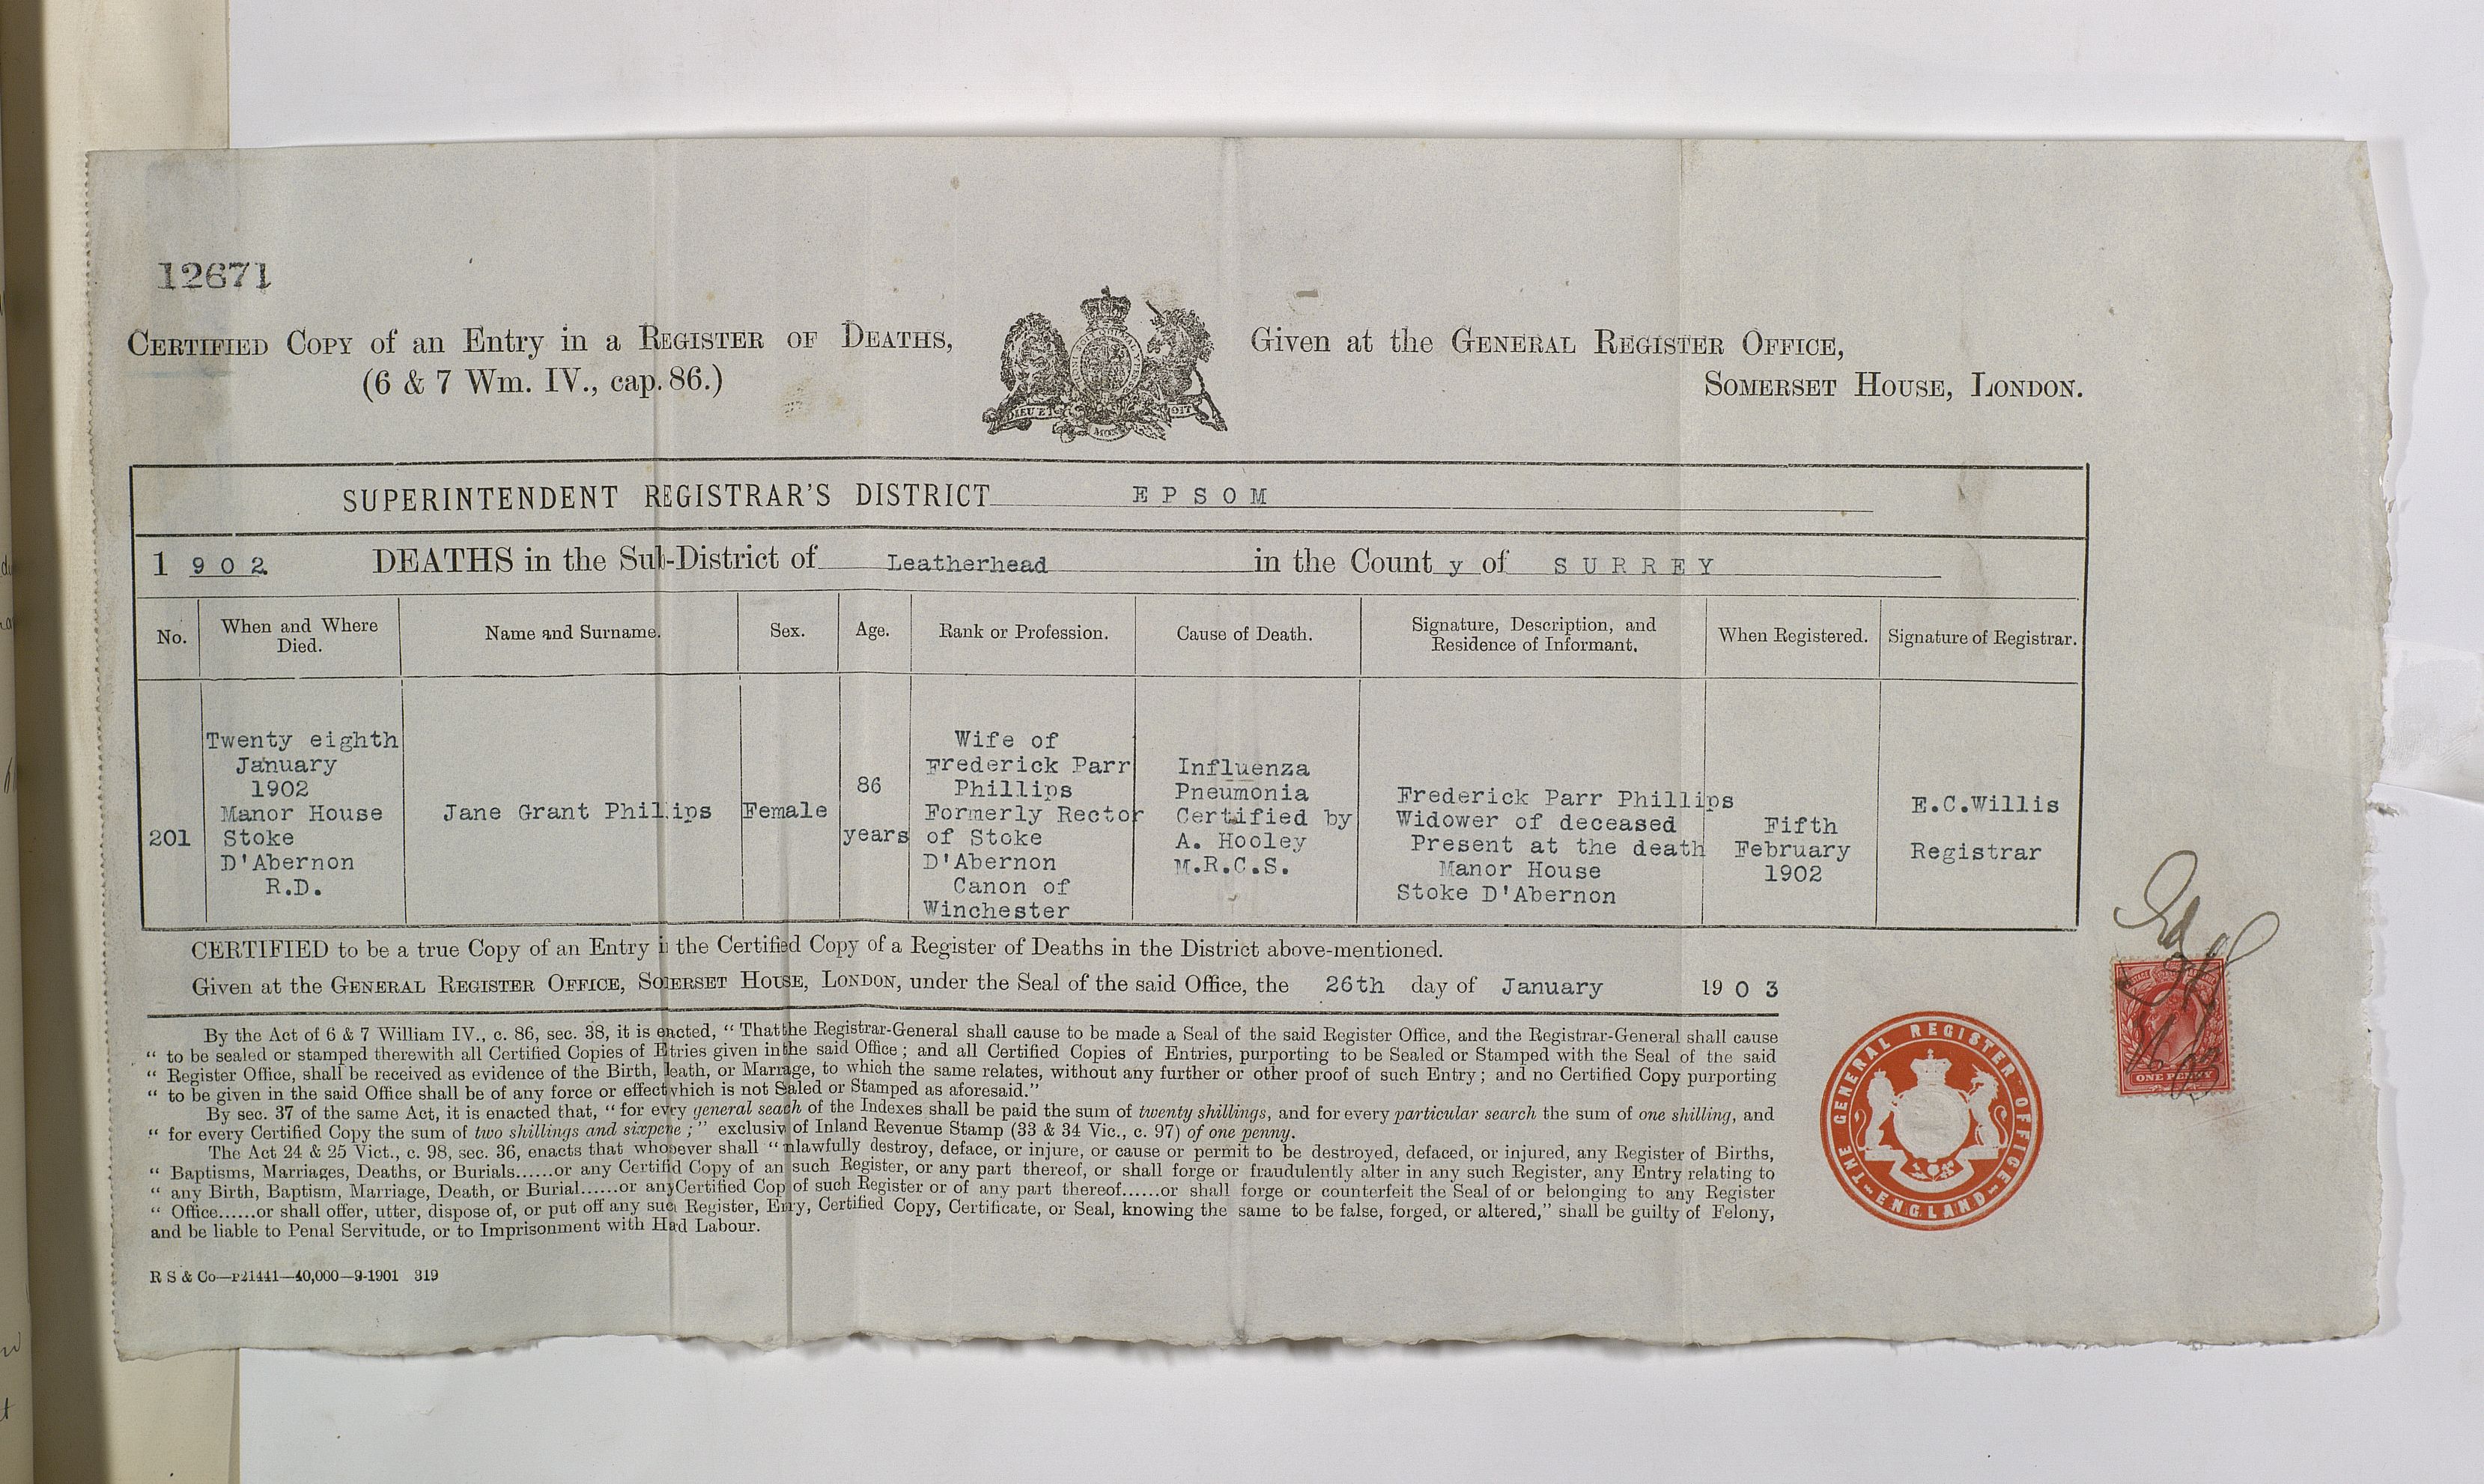 12671
CERTIFIED COPY of an Entry in a REGISTER OF DEATHS,
(6 & 7 Wm. IV., cap. 86.)
DIEU ET MON
Given at the GENERAL REGISTER OFFICE,
SOMERSET HOUSE, LONDON.
SUPERINTENDENT REGISTRAR'S DISTRICT E P S O M
1 9 0 2 DEATHS in the Sub-District of Leatherhead in the Count y of S U R R E Y
No.
When and Where
Died.
Name and Surname.
Sex.
Age.
Rank or Profession.
Cause of Death.
Signature, Description, and
Residence of Informant.
When Registered.
Signature of Registrar.
201
Twenty eighth
January
1902
Manor House
Stoke
D'Abernon
R.D.
Jane Grant Phillips
Female
86
years
Wife of
Frederick Parr
Phillips
Formerly Rector
of Stoke
D'Abernon
Canon of
Winchester
Influenza
Pneumonia
Certified by
A. Hooley
M.R.C.S.
Frederick Parr Phillips
Widower of deceased
Present at the death
Manor House
Stoke D'Abernon
Fifth
February
1902
E.C.Willis
Registrar
CERTIFIED to be a true Copy of an Entry i the Certified Copy of a Register of Deaths in the District above-mentioned.
Given at the GENERAL REGISTER OFFICE, SOMERSET HOUSE, LONDON, under the Seal of the said Office, the 26th day of January 19 0 3
By the Act of 6 & 7 William IV., c. 86, sec. 38, it is enacted, “ That the Registrar-General shall cause to be made a Seal of the said Register Office, and the Registrar-General shall cause
“ to be sealed or stamped therewith all Certified Copies of Entries given in the said Office ; and all Certified Copies of Entries, purporting to be Sealed or Stamped with the Seal of the said
“ Register Office, shall be received as evidence of the Birth, Death, or Marriage, to which the same relates, without any further or other proof of such Entry ; and no Certified Copy purporting
“ to be given in the said Office shall be of any force or effect which is not Sealed or Stamped as aforesaid.”
By sec. 37 of the same Act, it is enacted that, “ for every general search of the Indexes shall be paid the sum of twenty shillings, and for every particular search the sum of one shilling, and
“ for every Certified Copy the sum of two shillings and sixpence ; ” exclusive of Inland Revenue Stamp (33 & 34 Vic., c. 97) of one penny.
The Act 24 & 25 Vict., c. 98, sec. 36, enacts that whosoever shall “ unlawfully destroy, deface, or injure, or cause or permit to be destroyed, defaced, or injured, any Register of Births,
“ Baptisms, Marriages, Deaths, or Burials......or any Certified Copy of any such Register, or any part thereof, or shall forge or fraudulently alter in any such Register, any Entry relating to
“ any Birth, Baptism, Marriage, Death, or Burial......or any Certified Copy of such Register or of any part thereof......or shall forge or counterfeit the Seal of or belonging to any Register
“ Office......or shall offer, utter, dispose of, or put off any such Register, Entry, Certified Copy, Certificate, or Seal, knowing the same to be false, forged, or altered,” shall be guilty of Felony,
and be liable to Penal Servitude, or to Imprisonment with Hard Labour.
R S & Co—P21441—40,000—9-1901 319
THE GENERAL REGISTER OFFICE
ENGLAND
ONE PENNY